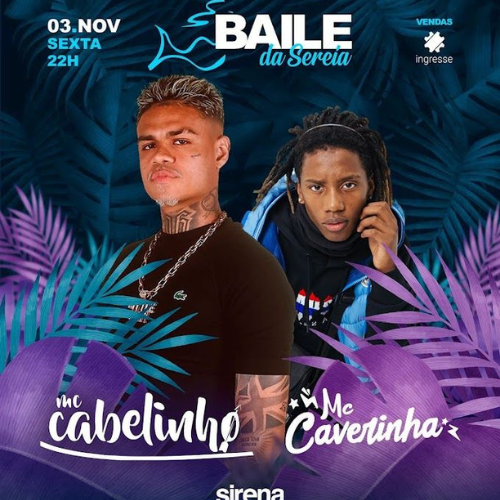 03.NOV
SEXTA
22H
BAILE
da Sereia
VENDAS
ingresse
mc
cabelinho
Mc
Caverinha
sirena